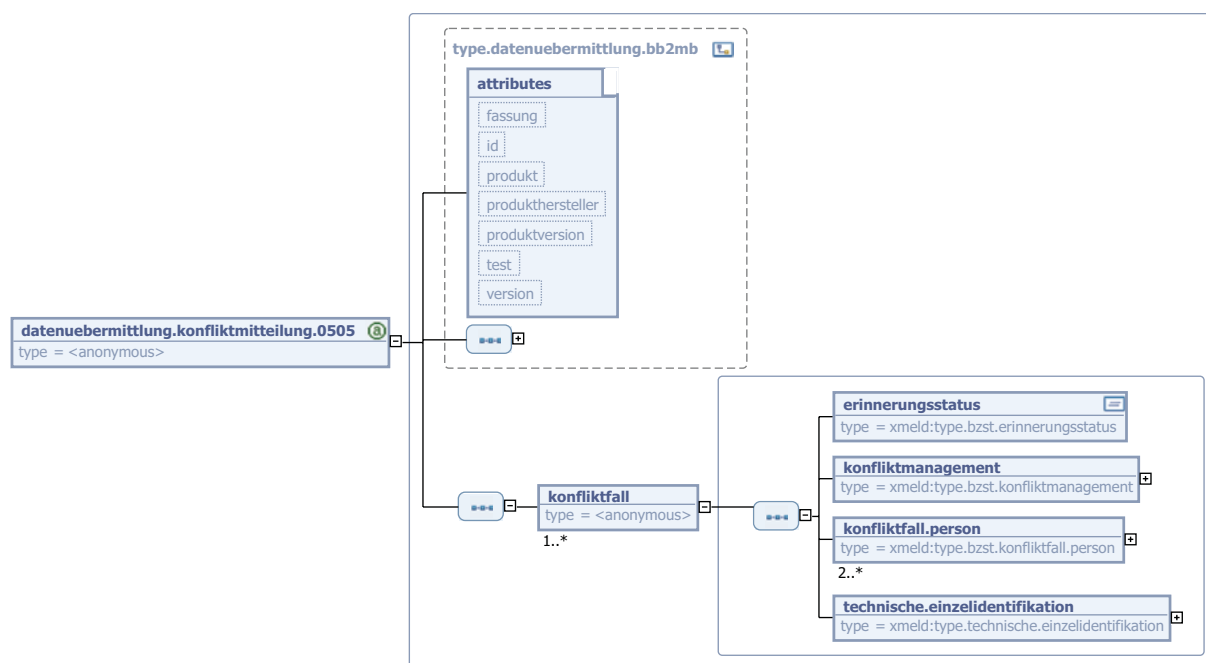 type.datenuebermittlung.bb2mb
attributes
fassung
id
produkt
produkthersteller
produktversion
test
version
datenuebermittlung.konfliktmitteilung.0505
a
type = <anonymous>
konfliktfall
type = <anonymous>
1..*
erinnerungsstatus
type = xmeld:type.bzst.erinnerungsstatus
konfliktmanagement
type = xmeld:type.bzst.konfliktmanagement
konfliktfall.person
type = xmeld:type.bzst.konfliktfall.person
2..*
technische.einzelidentifikation
type = xmeld:type.technische.einzelidentifikation